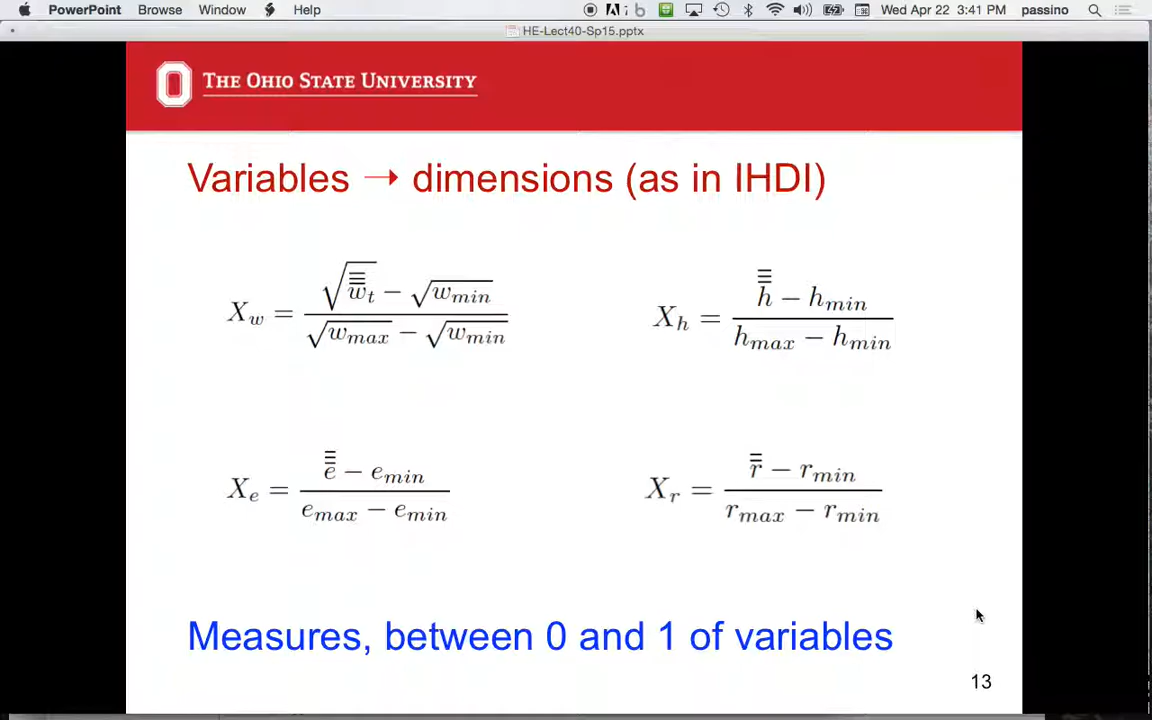 PowerPoint Browse Window Help Wed Apr 22 3:41 PM passino
HE-Lect40-Sp15.pptx
THE OHIO STATE UNIVERSITY
Variables → dimensions (as in IHDI)
X_w = (√w̿̄_t − √w_min) / (√w_max − √w_min)
X_h = (h̿̄ − h_min) / (h_max − h_min)
X_e = (e̿̄ − e_min) / (e_max − e_min)
X_r = (r̿̄ − r_min) / (r_max − r_min)
Measures, between 0 and 1 of variables
13